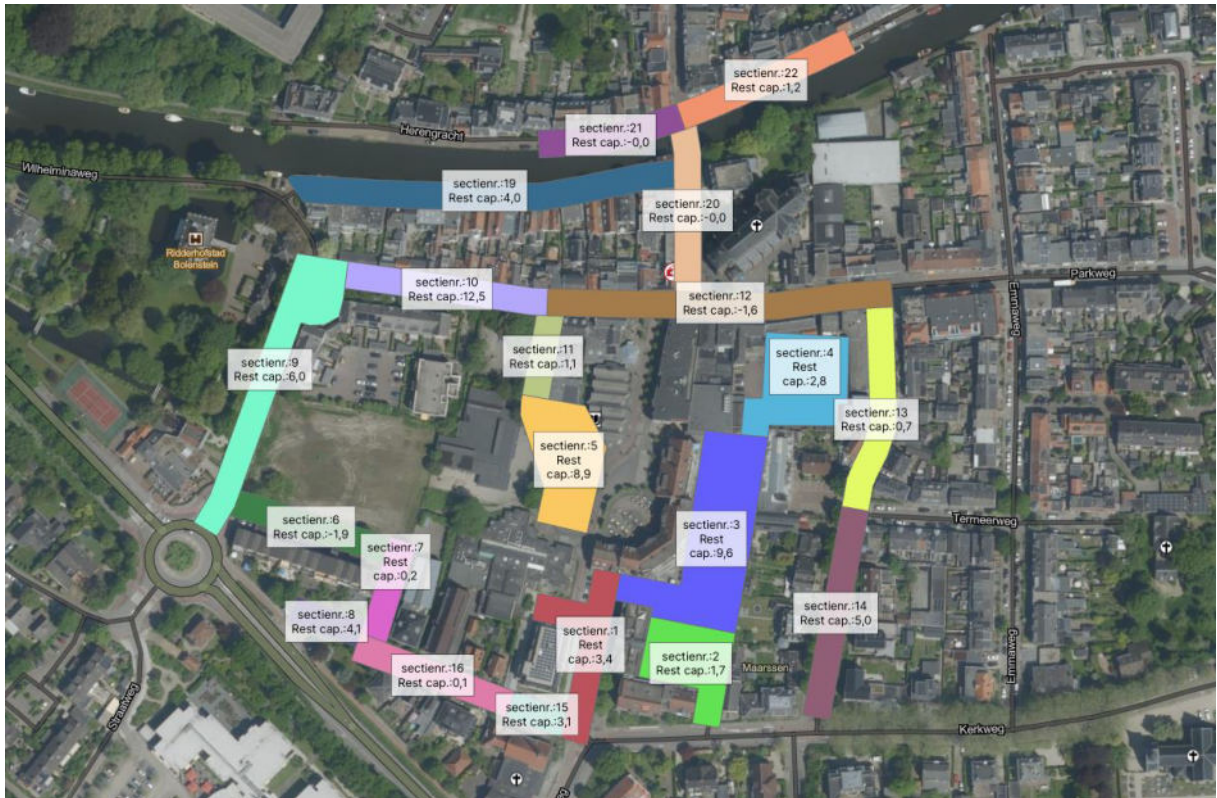 sectienr.:22
Rest cap.:1,2
Herengracht
sectienr.:21
Rest cap.:-0,0
Wilhelminaweg
sectienr.:19
Rest cap.:4,0
sectienr.:20
Rest cap.:-0,0
Ridderhofstad
Bolenstein
sectienr.:10
Rest cap.:12,5
sectienr.:12
Rest cap.:-1,6
Parkweg
Emmaweg
sectienr.:11
Rest cap.:1,1
sectienr.:4
Rest
cap.:2,8
sectienr.:9
Rest cap.:6,0
sectienr.:13
Rest cap.:0,7
sectienr.:5
Rest
cap.:8,9
sectienr.:6
Rest cap.:-1,9
sectienr.:3
Rest
cap.:9,6
Termeerweg
sectienr.:7
Rest
cap.:0,2
sectienr.:8
Rest cap.:4,1
sectienr.:14
Rest cap.:5,0
sectienr.:1
Rest
cap.:3,4
sectienr.:2
Rest cap.:1,7
Maarssen
Emmaweg
sectienr.:16
Rest cap.:0,1
Straatweg
sectienr.:15
Rest cap.:3,1
Kerkweg